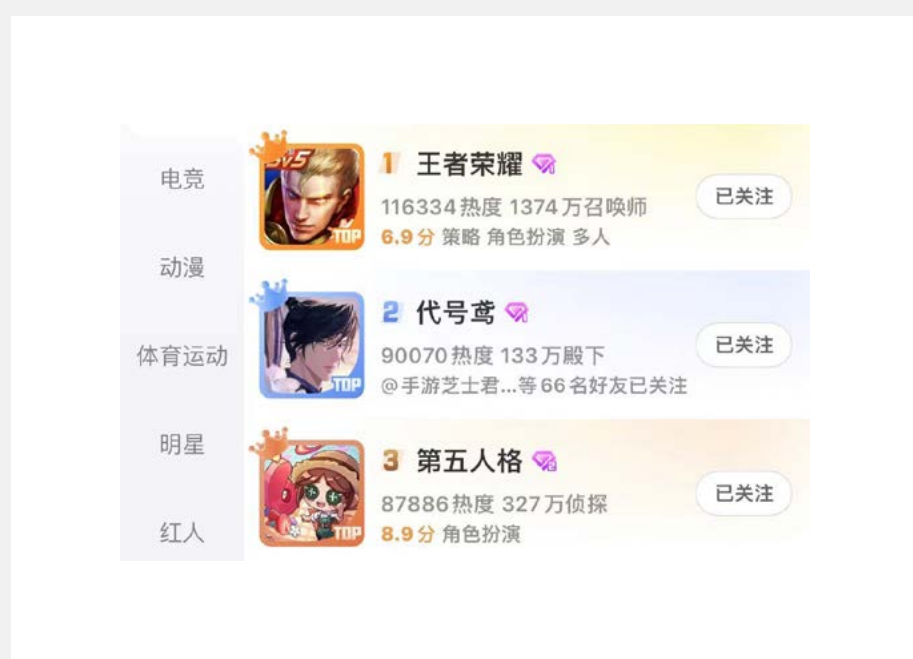 电竞
动漫
体育运动
明星
红人
5v5
TOP
1 王者荣耀
116334热度 1374万召唤师
6.9分 策略 角色扮演 多人
已关注
TOP
2 代号鸢
90070热度 133万殿下
@手游芝士君...等66名好友已关注
已关注
TOP
3 第五人格
87886热度 327万侦探
8.9分 角色扮演
已关注